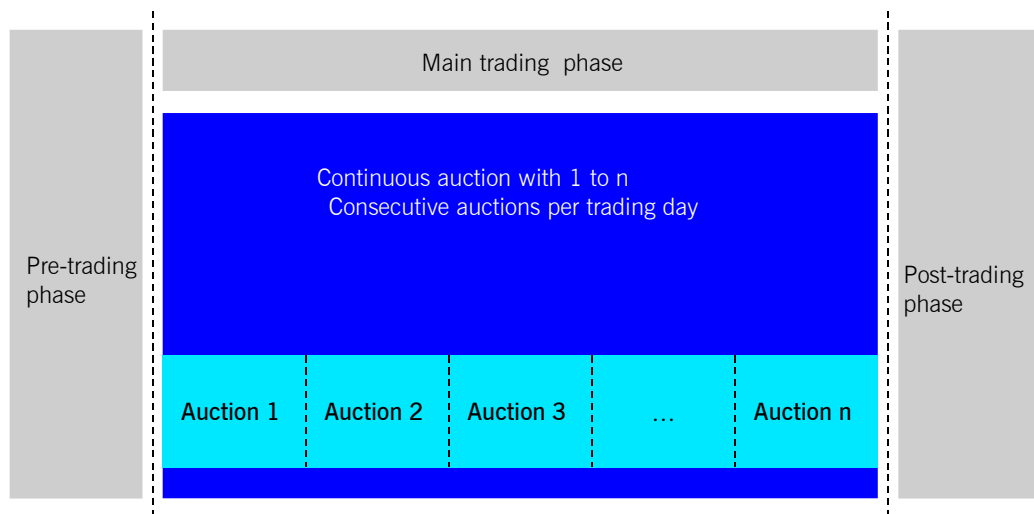 Main trading phase
Continuous auction with 1 to n
Consecutive auctions per trading day
Pre-trading
phase
Post-trading
phase
Auction 1
Auction 2
Auction 3
...
Auction n